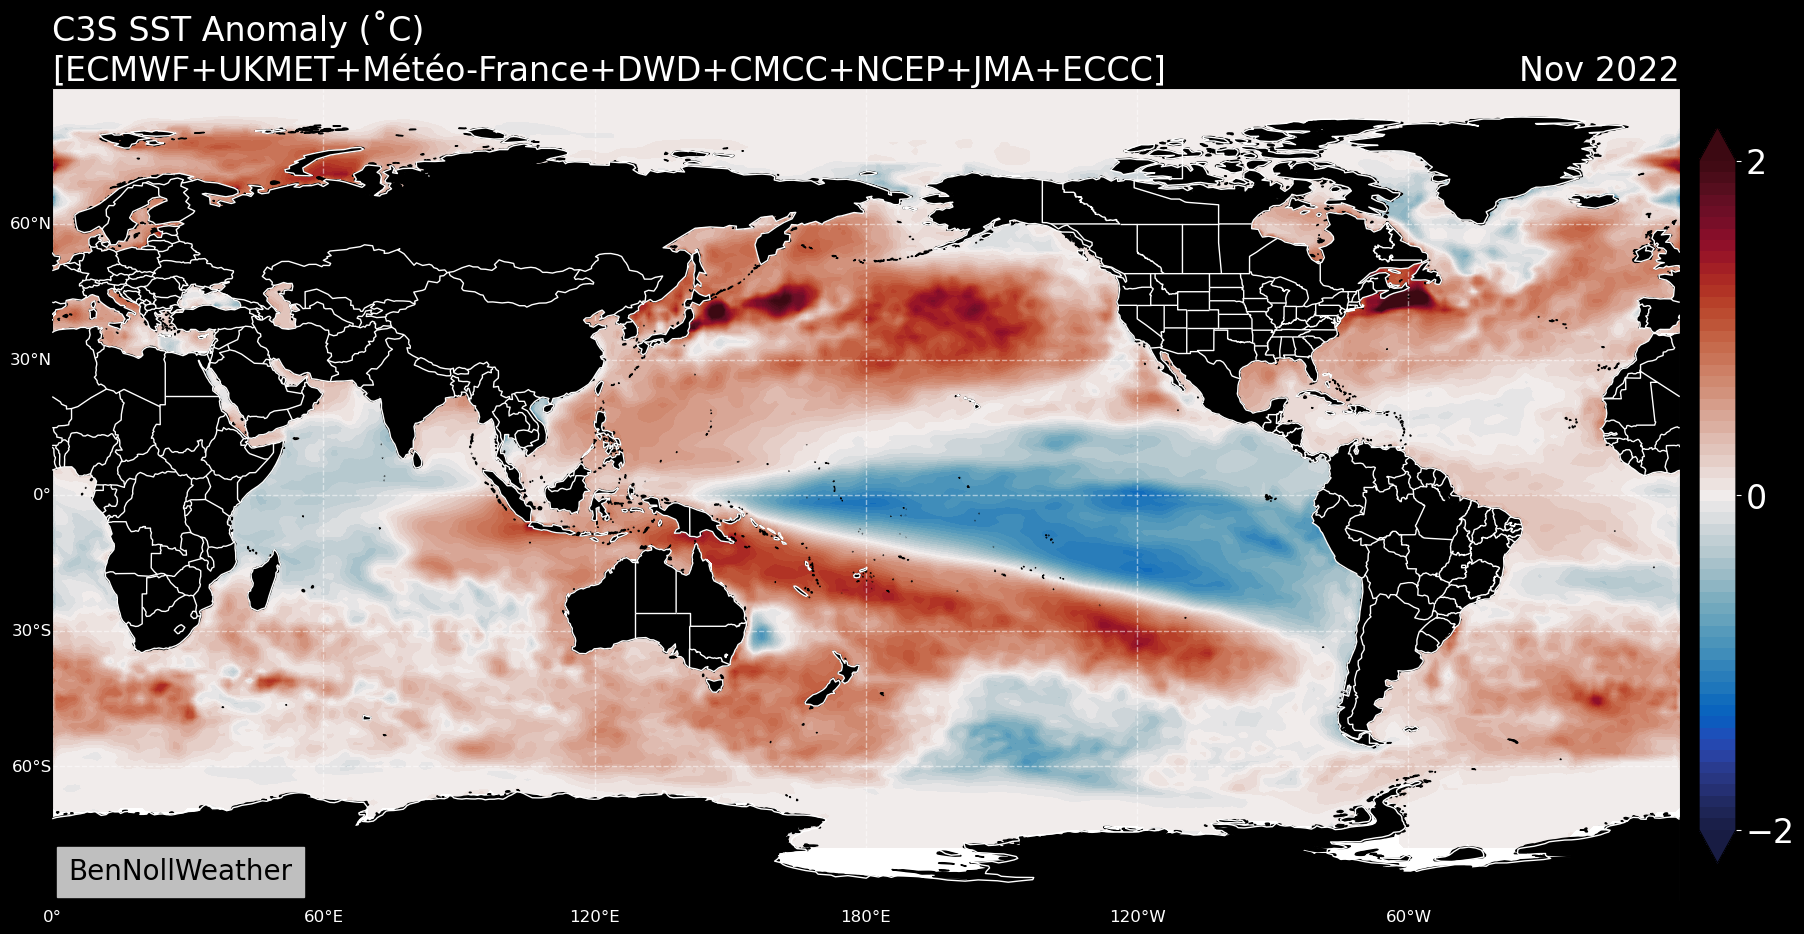 C3S SST Anomaly (˚C)
[ECMWF+UKMET+Météo-France+DWD+CMCC+NCEP+JMA+ECCC]
Nov 2022
60°N
30°N
0°
30°S
60°S
2
0
−2
BenNollWeather
0°
60°E
120°E
180°E
120°W
60°W